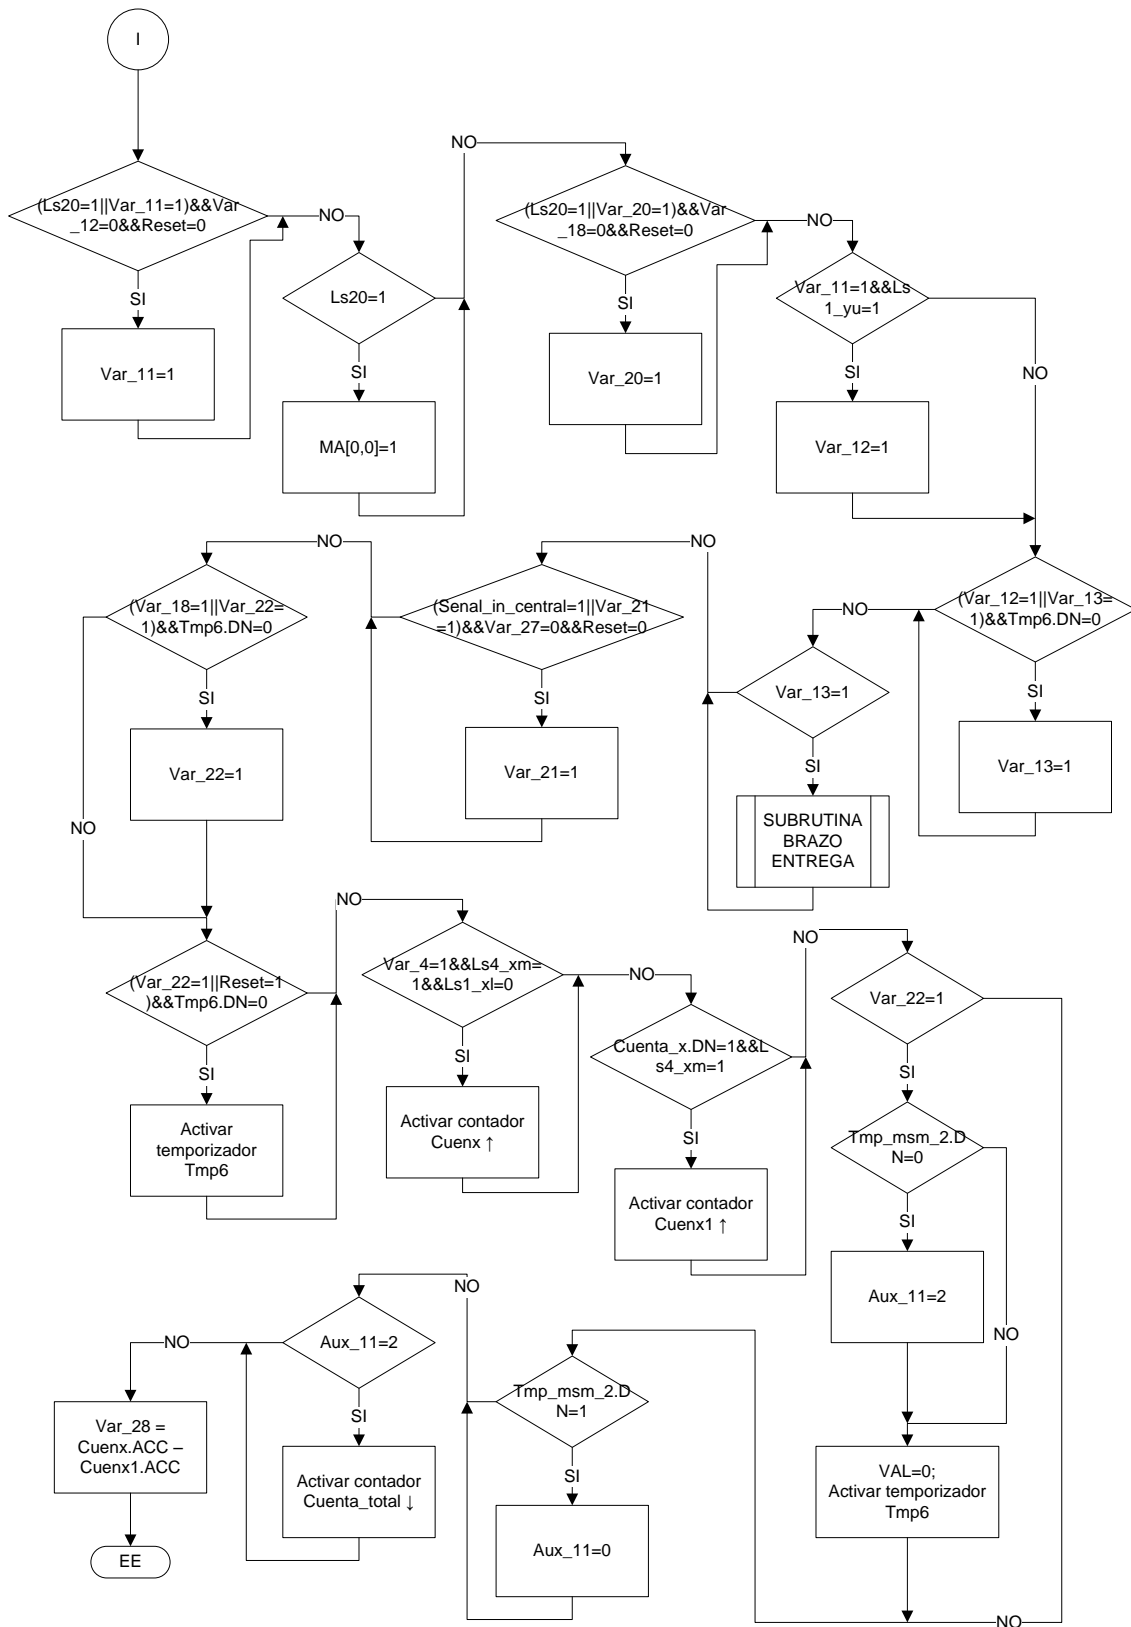 I
(Ls20=1||Var_11=1)&&Var
_12=0&&Reset=0
NO
SI
Var_11=1
Ls20=1
NO
SI
MA[0,0]=1
(Ls20=1||Var_20=1)&&Var
_18=0&&Reset=0
NO
SI
Var_20=1
Var_11=1&&Ls
1_yu=1
NO
SI
Var_12=1
(Var_12=1||Var_13=
1)&&Tmp6.DN=0
NO
SI
Var_13=1
Var_13=1
NO
SI
SUBRUTINA
BRAZO
ENTREGA
(Senal_in_central=1||Var_21
=1)&&Var_27=0&&Reset=0
NO
SI
Var_21=1
(Var_18=1||Var_22=
1)&&Tmp6.DN=0
NO
SI
Var_22=1
(Var_22=1||Reset=1
)&&Tmp6.DN=0
NO
SI
Activar
temporizador
Tmp6
Var_4=1&&Ls4_xm=
1&&Ls1_xl=0
NO
SI
Activar contador
Cuenx ↑
Cuenta_x.DN=1&&L
s4_xm=1
NO
SI
Activar contador
Cuenx1 ↑
Var_22=1
SI
Tmp_msm_2.D
N=0
SI
NO
Aux_11=2
VAL=0;
Activar temporizador
Tmp6
NO
Tmp_msm_2.D
N=1
NO
SI
Aux_11=0
Aux_11=2
NO
SI
Activar contador
Cuenta_total ↓
Var_28 =
Cuenx.ACC –
Cuenx1.ACC
EE